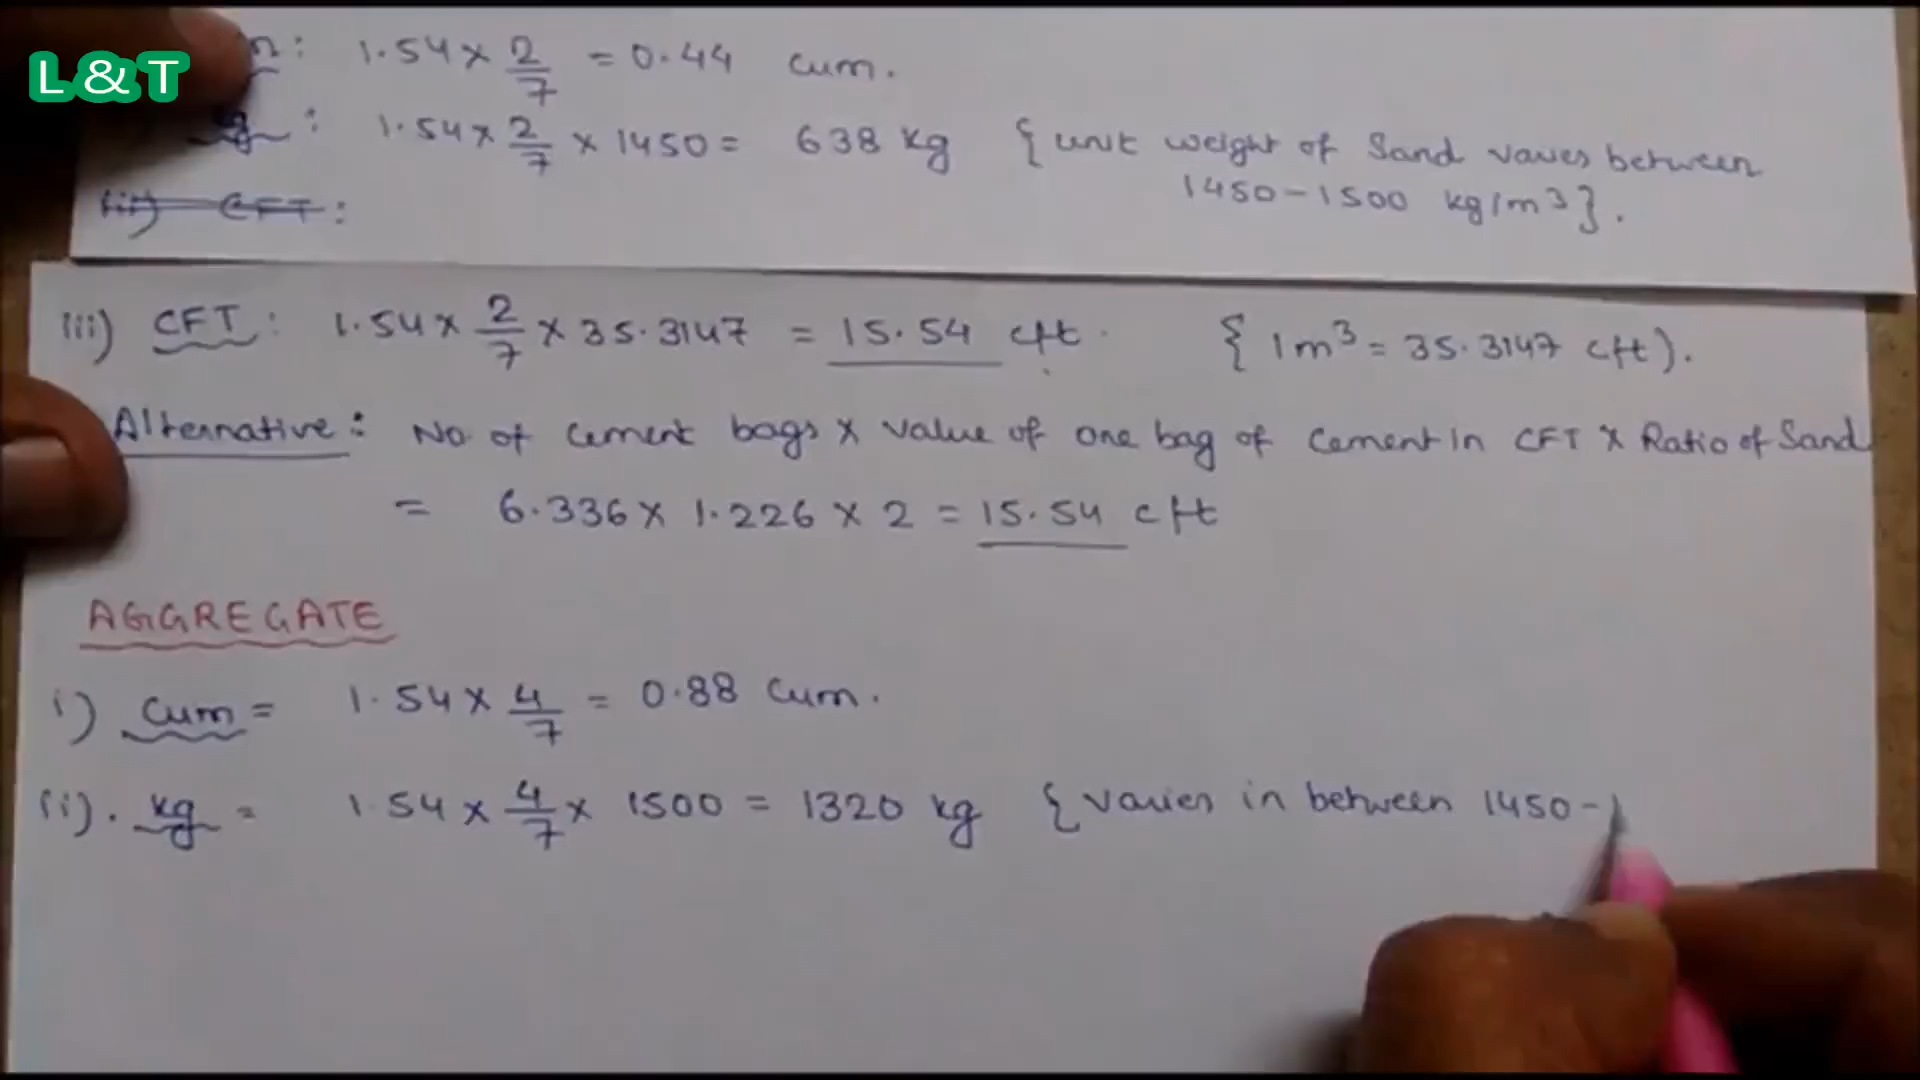 L&T
: 1.54 x 2/7 = 0.44 cum.
: 1.54 x 2/7 x 1450 = 638 kg { unit weight of Sand varies between
1450-1500 kg/m3}.
iii) CFT:
iii) CFT: 1.54 x 2/7 x 35.3147 = 15.54 cft. { 1m3 = 35.3147 cft).
Alternative: No of cement bags x value of one bag of cement in CFT x Ratio of Sand
= 6.336 x 1.226 x 2 = 15.54 cft
AGGREGATE
i) Cum = 1.54 x 4/7 = 0.88 Cum.
(ii). kg = 1.54 x 4/7 x 1500 = 1320 kg { varies in between 1450-